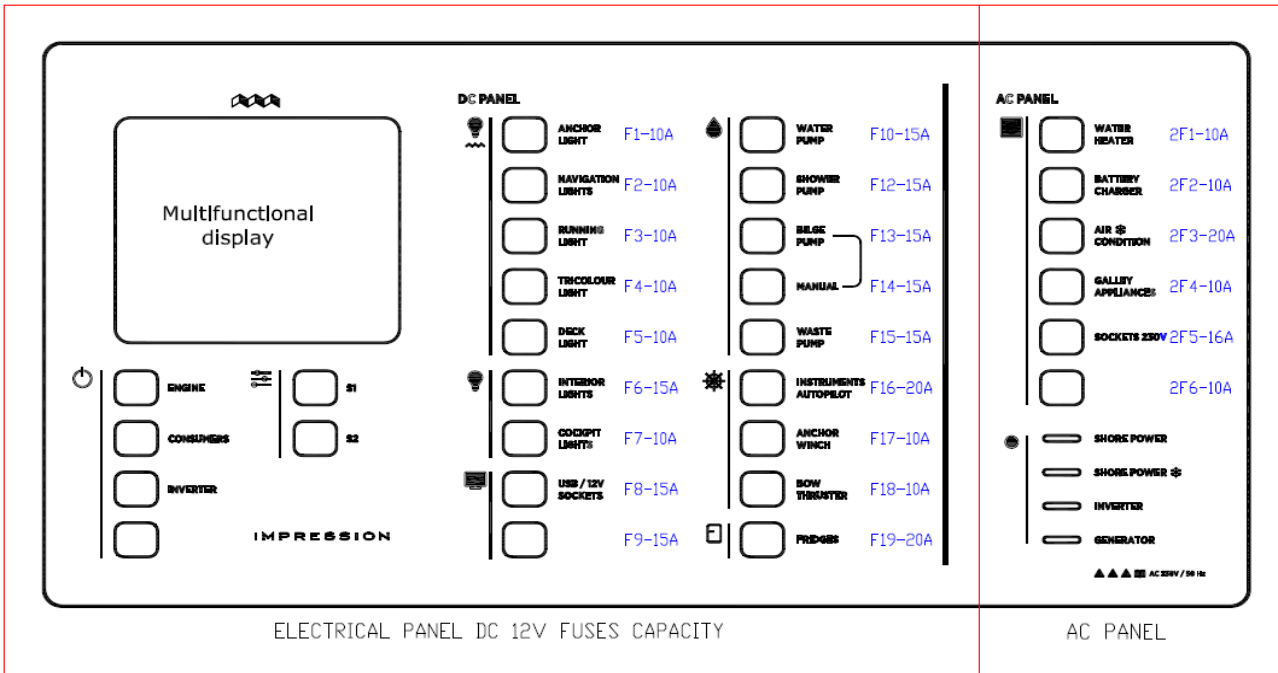 DC PANEL
AC PANEL
Multifunctional
display
ENGINE
CONSUMERS
INVERTER
S1
S2
IMPRESSION
ANCHOR
LIGHT
F1-10A
NAVIGATION
LIGHTS
F2-10A
RUNNING
LIGHT
F3-10A
TRICOLOUR
LIGHT
F4-10A
DECK
LIGHT
F5-10A
INTERIOR
LIGHTS
F6-15A
COCKPIT
LIGHTS
F7-10A
USB / 12V
SOCKETS
F8-15A
F9-15A
WATER
PUMP
F10-15A
SHOWER
PUMP
F12-15A
BILGE
PUMP
F13-15A
MANUAL
F14-15A
WASTE
PUMP
F15-15A
INSTRUMENTS
AUTOPILOT
F16-20A
ANCHOR
WINCH
F17-10A
BOW
THRUSTER
F18-10A
FRIDGES
F19-20A
WATER
HEATER
2F1-10A
BATTERY
CHARGER
2F2-10A
AIR
CONDITION
2F3-20A
GALLEY
APPLIANCES
2F4-10A
SOCKETS 230V
2F5-16A
2F6-10A
SHORE POWER
SHORE POWER
INVERTER
GENERATOR
AC 230V / 50 Hz
ELECTRICAL PANEL DC 12V FUSES CAPACITY
AC PANEL